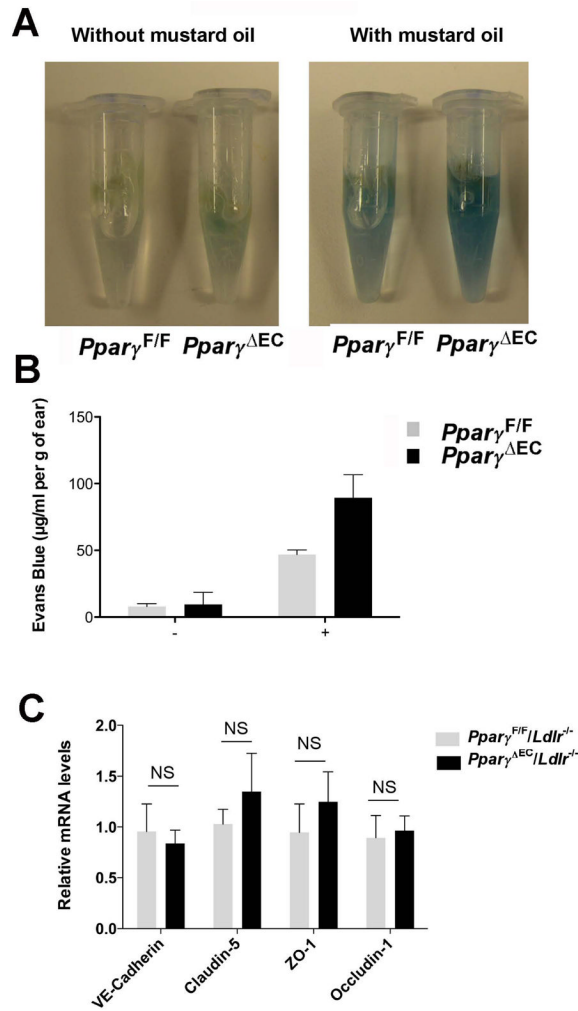 A
Without mustard oil
With mustard oil
Pparγ^F/F Pparγ^ΔEC
Pparγ^F/F Pparγ^ΔEC
B
Evans Blue (µg/ml per g of ear)
150
100
50
0
-
+
Pparγ^F/F
Pparγ^ΔEC
C
Relative mRNA levels
2.0
1.5
1.0
0.5
0.0
NS
NS
NS
NS
VE-Cadherin
Claudin-5
ZO-1
Occludin-1
Pparγ^F/F/Ldlr^-/-
Pparγ^ΔEC/Ldlr^-/-